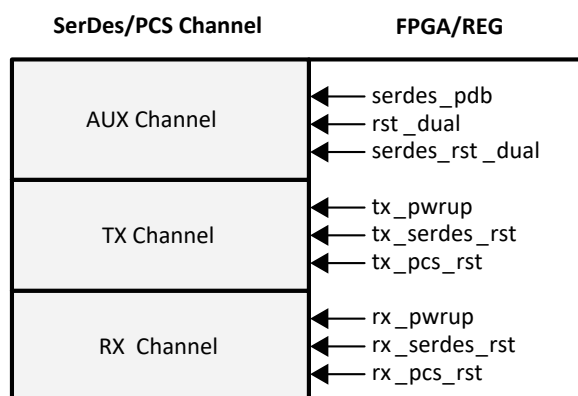 SerDes/PCS Channel FPGA/REG
AUX Channel
serdes_pdb
rst_dual
serdes_rst_dual
TX Channel
tx_pwrup
tx_serdes_rst
tx_pcs_rst
RX Channel
rx_pwrup
rx_serdes_rst
rx_pcs_rst